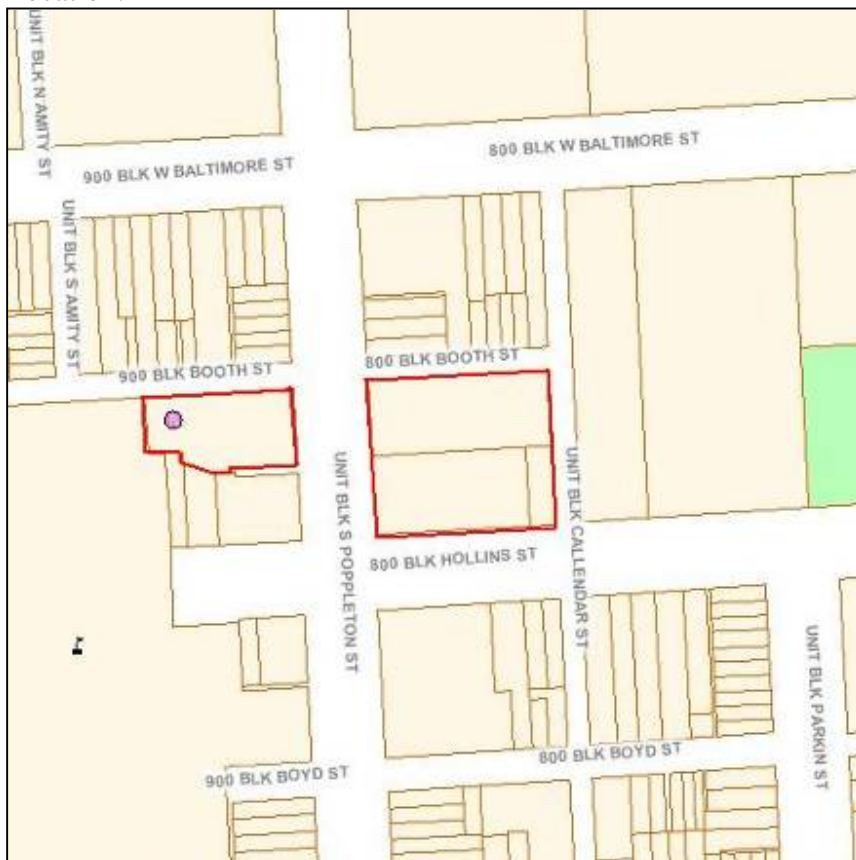 UNIT BLK N AMITY ST
900 BLK W BALTIMORE ST
800 BLK W BALTIMORE ST
UNIT BLK S AMITY ST
900 BLK BOOTH ST
800 BLK BOOTH ST
UNIT BLK S POPPLETON ST
UNIT BLK CALLENDAR ST
800 BLK HOLLINS ST
UNIT BLK PARKIN ST
900 BLK BOYD ST
800 BLK BOYD ST